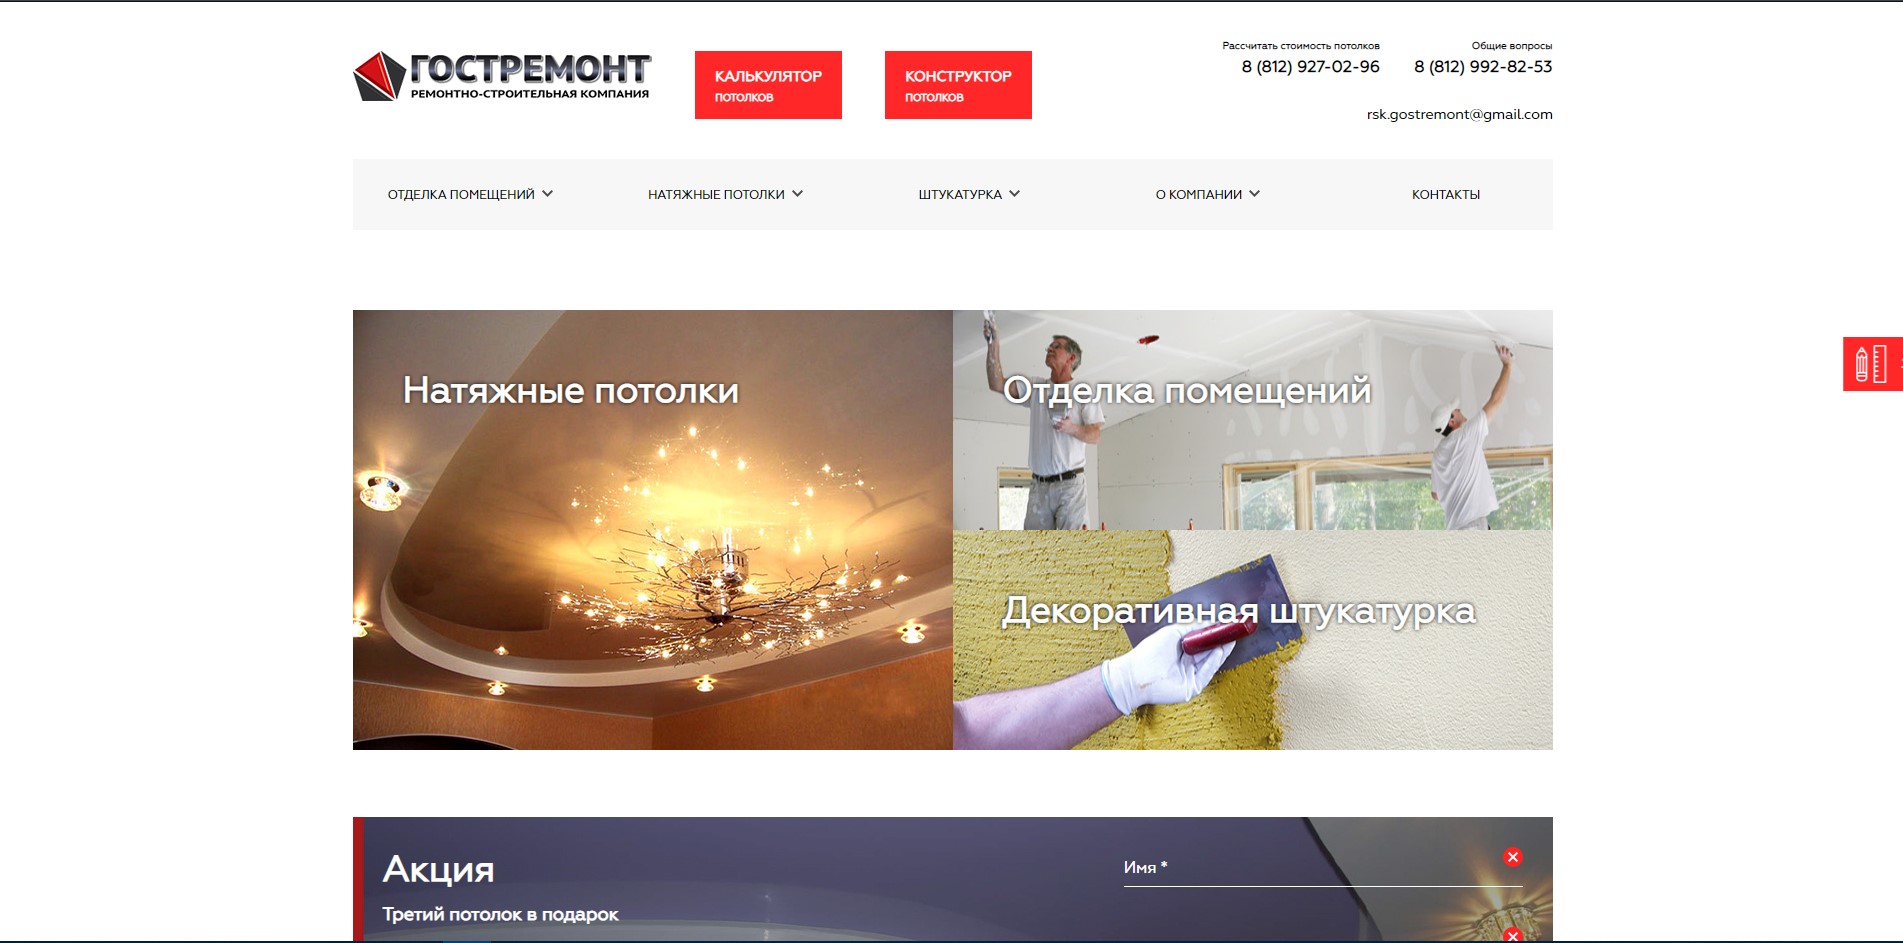 ГОСТРЕМОНТ
РЕМОНТНО-СТРОИТЕЛЬНАЯ КОМПАНИЯ
КАЛЬКУЛЯТОР
ПОТОЛКОВ
КОНСТРУКТОР
ПОТОЛКОВ
Рассчитать стоимость потолков
8 (812) 927-02-96
Общие вопросы
8 (812) 992-82-53
rsk.gostremont@gmail.com
ОТДЕЛКА ПОМЕЩЕНИЙ
НАТЯЖНЫЕ ПОТОЛКИ
ШТУКАТУРКА
О КОМПАНИИ
КОНТАКТЫ
Натяжные потолки
Отделка помещений
Декоративная штукатурка
Акция
Третий потолок в подарок
Имя *